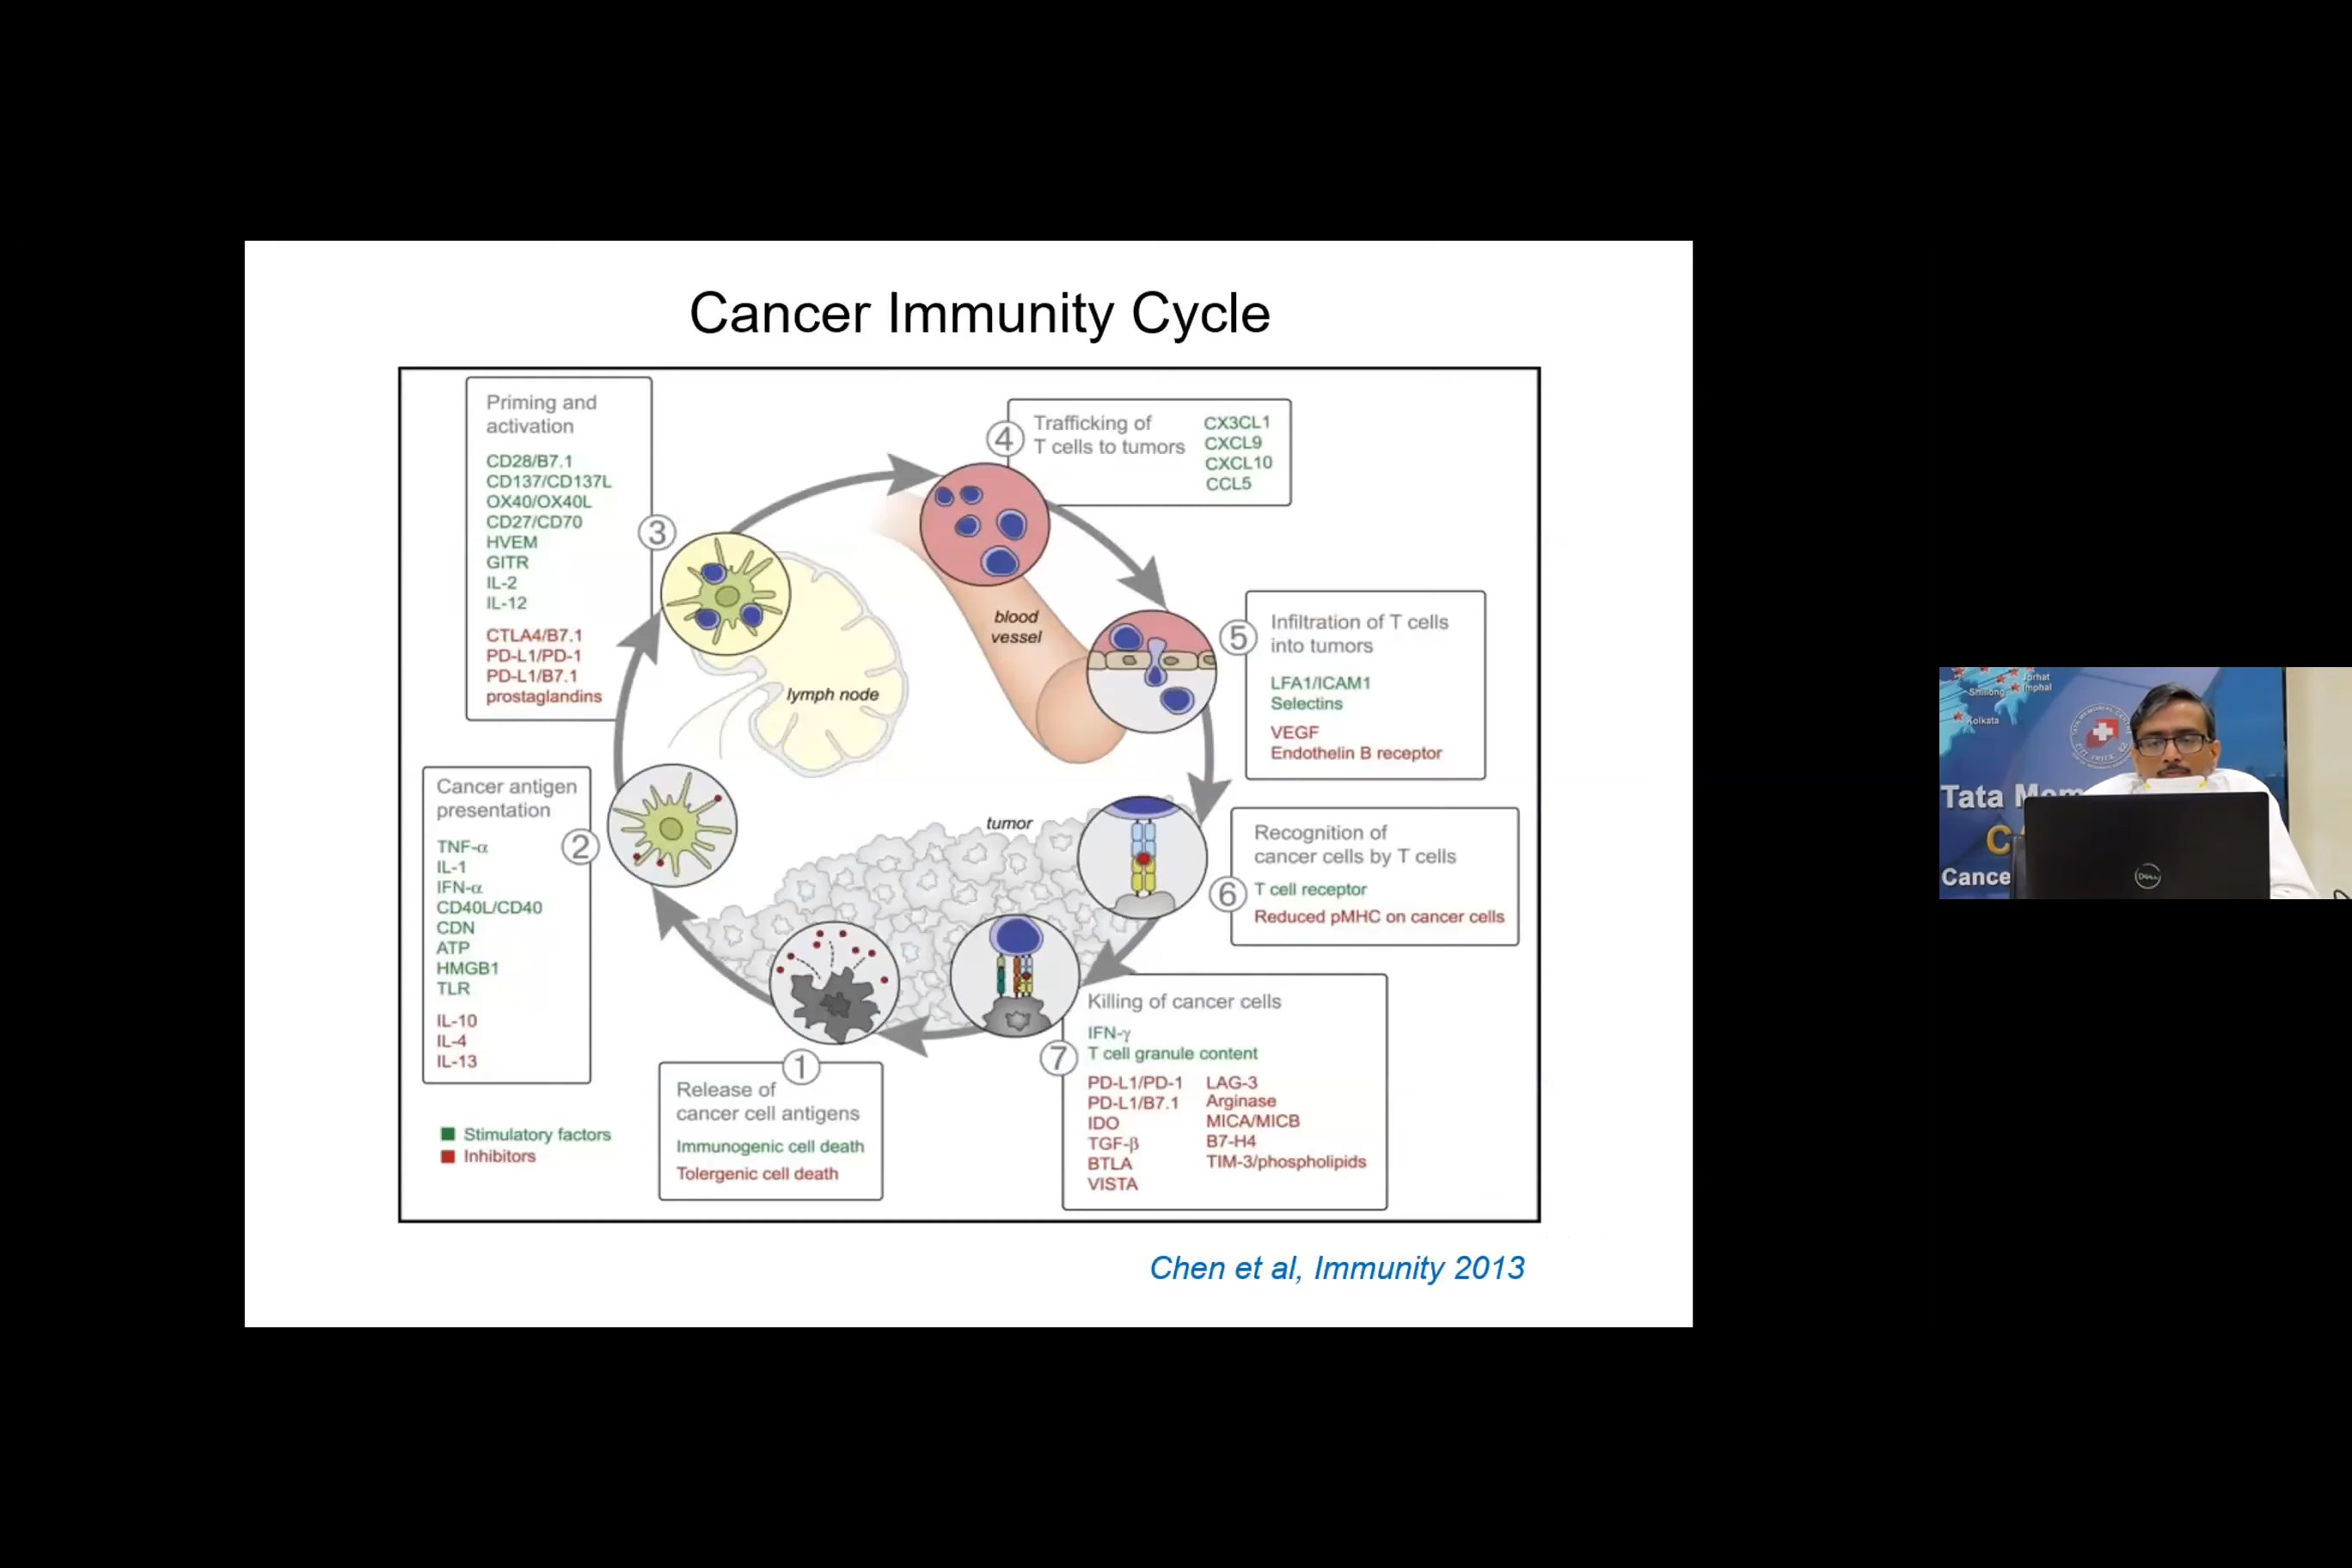 Cancer Immunity Cycle
Priming and
activation
CD28/B7.1
CD137/CD137L
OX40/OX40L
CD27/CD70
HVEM
GITR
IL-2
IL-12
CTLA4/B7.1
PD-L1/PD-1
PD-L1/B7.1
prostaglandins
3
4
Trafficking of
T cells to tumors
CX3CL1
CXCL9
CXCL10
CCL5
blood
vessel
lymph node
5
Infiltration of T cells
into tumors
LFA1/ICAM1
Selectins
VEGF
Endothelin B receptor
Cancer antigen
presentation
TNF-α
IL-1
IFN-α
CD40L/CD40
CDN
ATP
HMGB1
TLR
IL-10
IL-4
IL-13
2
tumor
6
Recognition of
cancer cells by T cells
T cell receptor
Reduced pMHC on cancer cells
7
Killing of cancer cells
IFN-γ
T cell granule content
PD-L1/PD-1 LAG-3
PD-L1/B7.1 Arginase
IDO MICA/MICB
TGF-β B7-H4
BTLA TIM-3/phospholipids
VISTA
1
Release of
cancer cell antigens
Immunogenic cell death
Tolergenic cell death
Stimulatory factors
Inhibitors
Chen et al, Immunity 2013
Jorhat
Shillong Imphal
Kolkata
Tata Mem
C
Cance
DELL